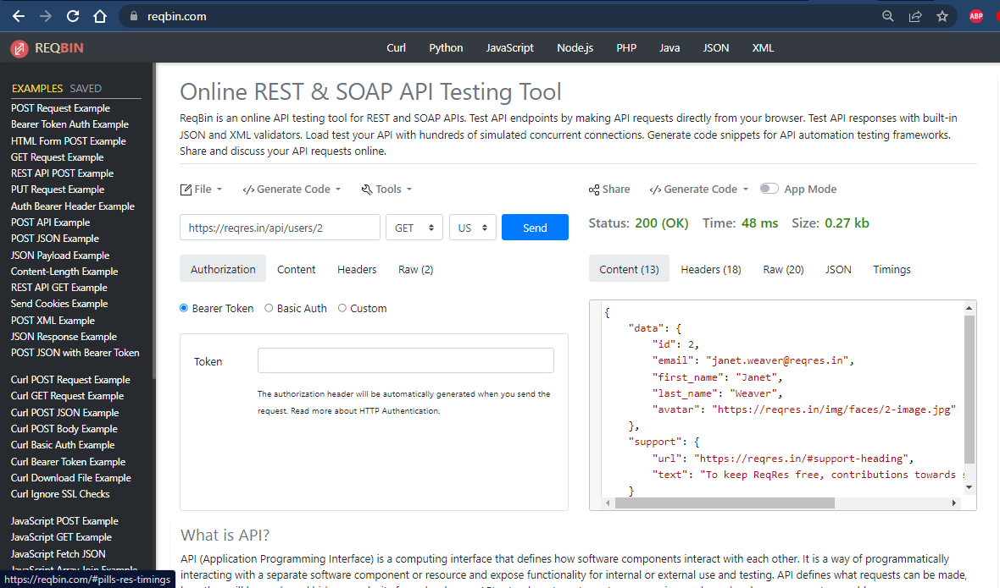 reqbin.com
ABP
REQBIN
Curl Python JavaScript Node.js PHP Java JSON XML
EXAMPLES SAVED
POST Request Example
Bearer Token Auth Example
HTML Form POST Example
GET Request Example
REST API POST Example
PUT Request Example
Auth Bearer Header Example
POST API Example
POST JSON Example
JSON Payload Example
Content-Length Example
REST API GET Example
Send Cookies Example
POST XML Example
JSON Response Example
POST JSON with Bearer Token
Curl POST Request Example
Curl GET Request Example
Curl POST JSON Example
Curl POST Body Example
Curl Basic Auth Example
Curl Bearer Token Example
Curl Download File Example
Curl Ignore SSL Checks
JavaScript POST Example
JavaScript GET Example
JavaScript Fetch JSON
JavaScript Array Join Example
https://reqbin.com/#pills-res-timings
Online REST & SOAP API Testing Tool
ReqBin is an online API testing tool for REST and SOAP APIs. Test API endpoints by making API requests directly from your browser. Test API responses with built-in
JSON and XML validators. Load test your API with hundreds of simulated concurrent connections. Generate code snippets for API automation testing frameworks.
Share and discuss your API requests online.
File </> Generate Code Tools
https://reqres.in/api/users/2 GET US Send
Authorization Content Headers Raw (2)
Bearer Token Basic Auth Custom
Token
The authorization header will be automatically generated when you send the
request. Read more about HTTP Authentication.
Share </> Generate Code App Mode
Status: 200 (OK) Time: 48 ms Size: 0.27 kb
Content (13) Headers (18) Raw (20) JSON Timings
{
"data": {
"id": 2,
"email": "janet.weaver@reqres.in",
"first_name": "Janet",
"last_name": "Weaver",
"avatar": "https://reqres.in/img/faces/2-image.jpg"
},
"support": {
"url": "https://reqres.in/#support-heading",
"text": "To keep ReqRes free, contributions towards s
}
What is API?
API (Application Programming Interface) is a computing interface that defines how software components interact with each other. It is a way of programmatically
interacting with a separate software component or resource and expose functionality for internal or external use and testing. API defines what requests can be made,